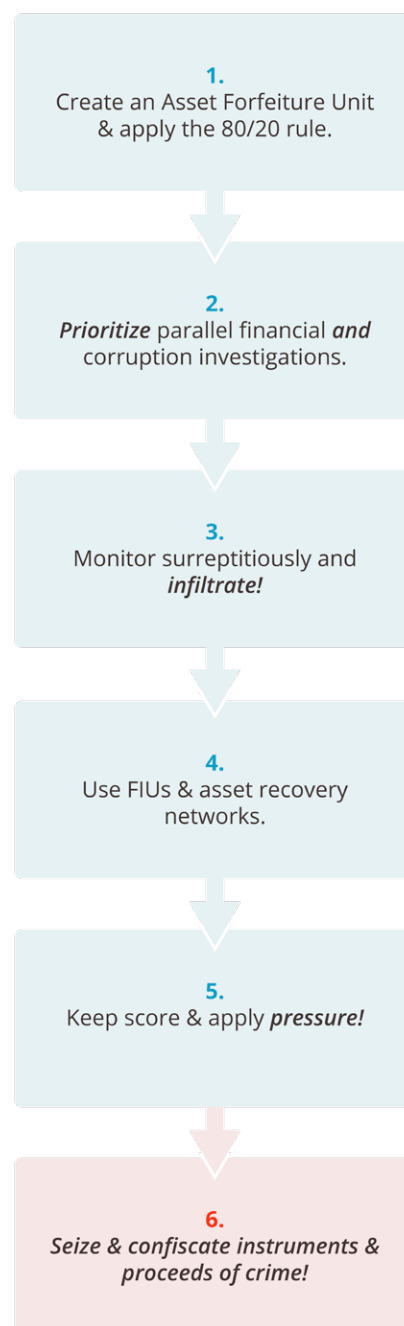 1.
Create an Asset Forfeiture Unit
& apply the 80/20 rule.
2.
Prioritize parallel financial and
corruption investigations.
3.
Monitor surreptitiously and
infiltrate!
4.
Use FIUs & asset recovery
networks.
5.
Keep score & apply pressure!
6.
Seize & confiscate instruments &
proceeds of crime!